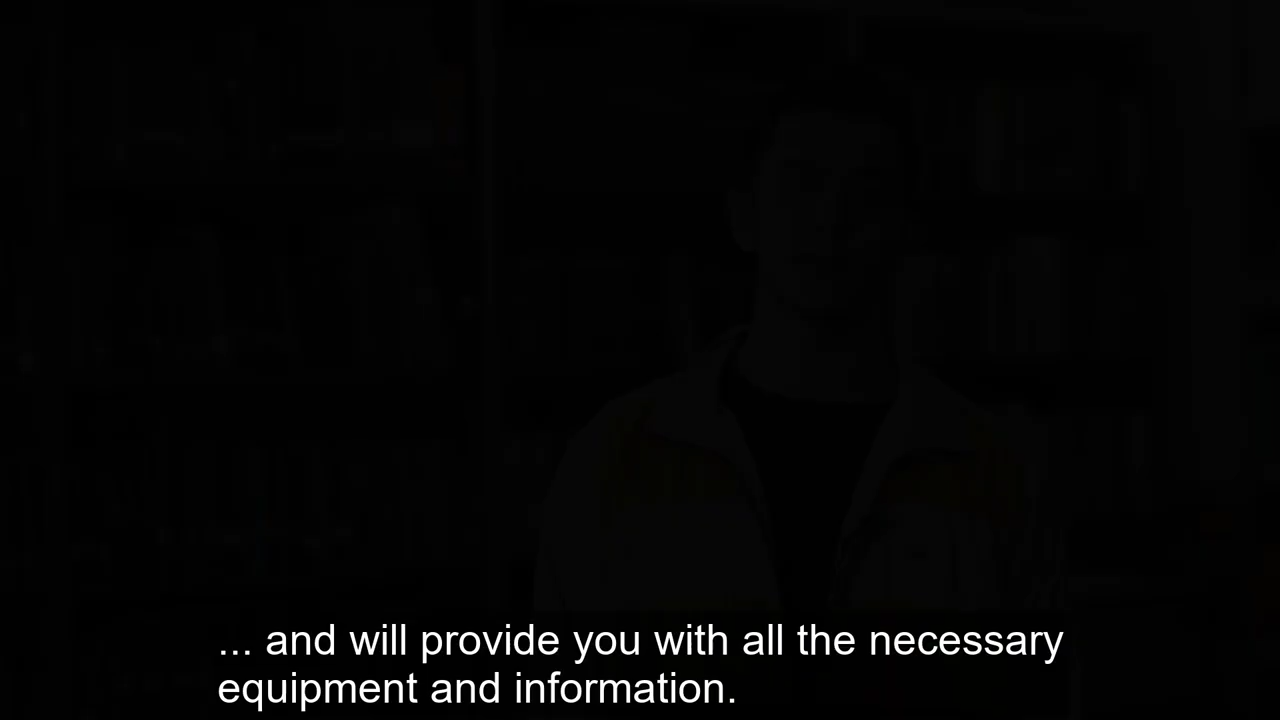 ... and will provide you with all the necessary
equipment and information.